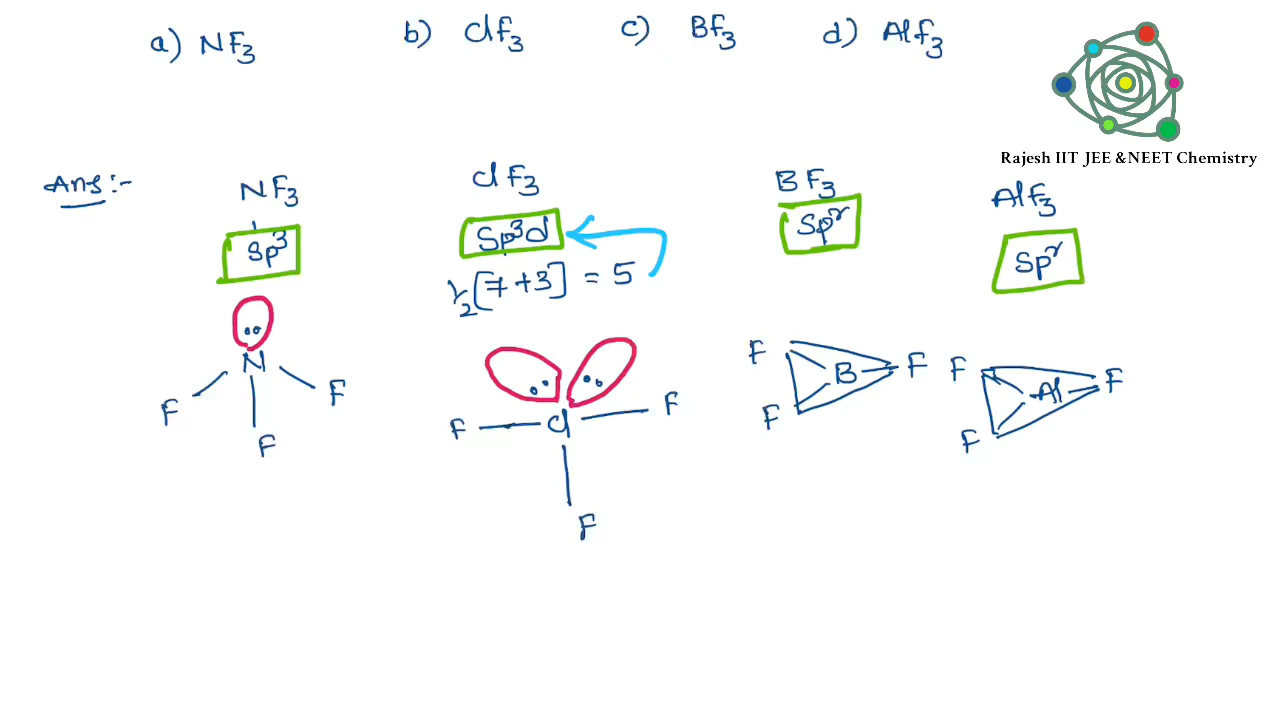 a) NF3 b) ClF3 c) BF3 d) AlF3
Rajesh IIT JEE &NEET Chemistry
Ans:-
NF3 ClF3 BF3 AlF3
Sp3 Sp3d Sp2 Sp2
1/2[7+3] = 5
N
F F
F
F Cl F
F
F B F
F
F Al F
F